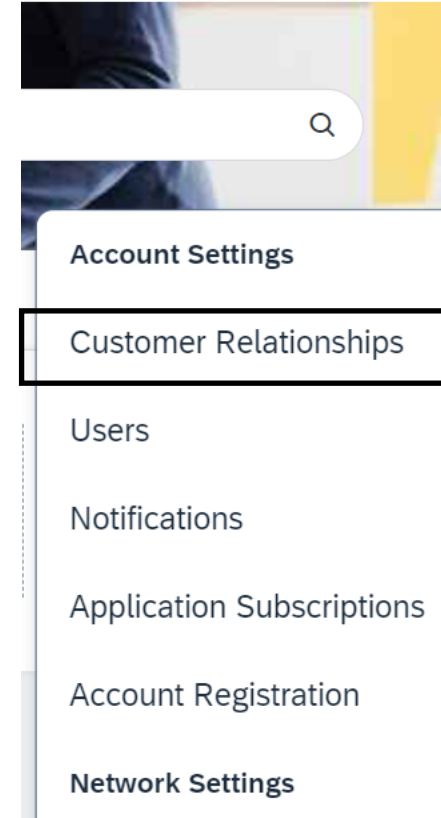 Account Settings
Customer Relationships
Users
Notifications
Application Subscriptions
Account Registration
Network Settings